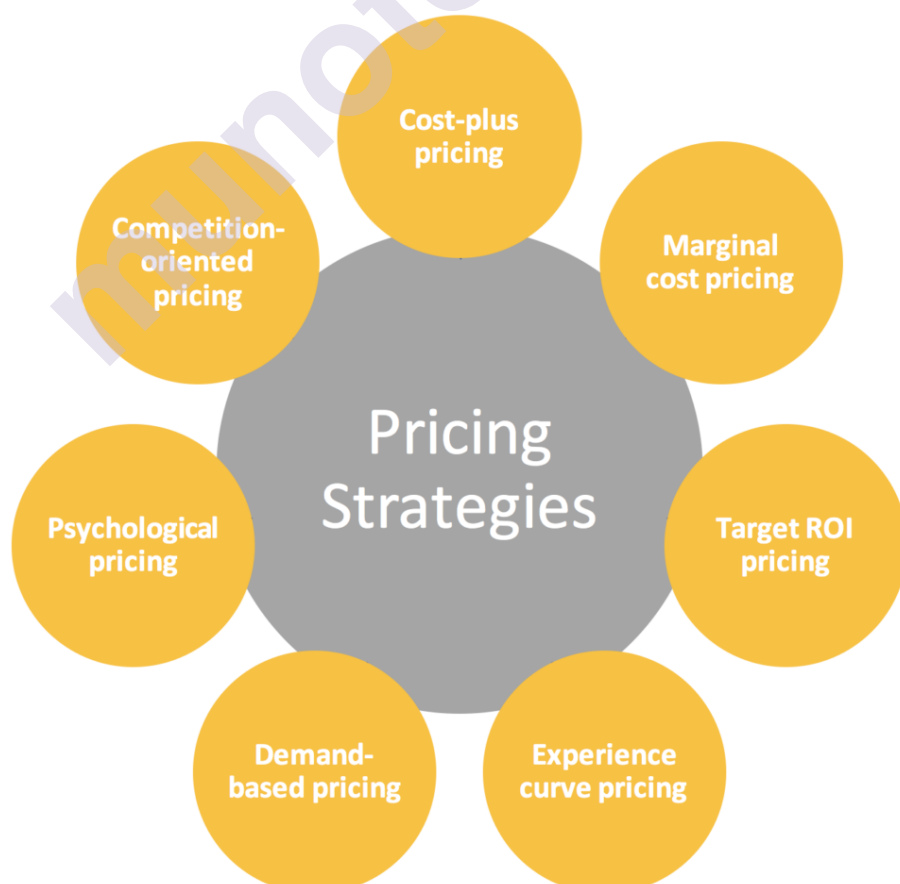 Cost-plus
pricing
Marginal
cost pricing
Target ROI
pricing
Experience
curve pricing
Demand-
based pricing
Psychological
pricing
Competition-
oriented
pricing
Pricing
Strategies
munot